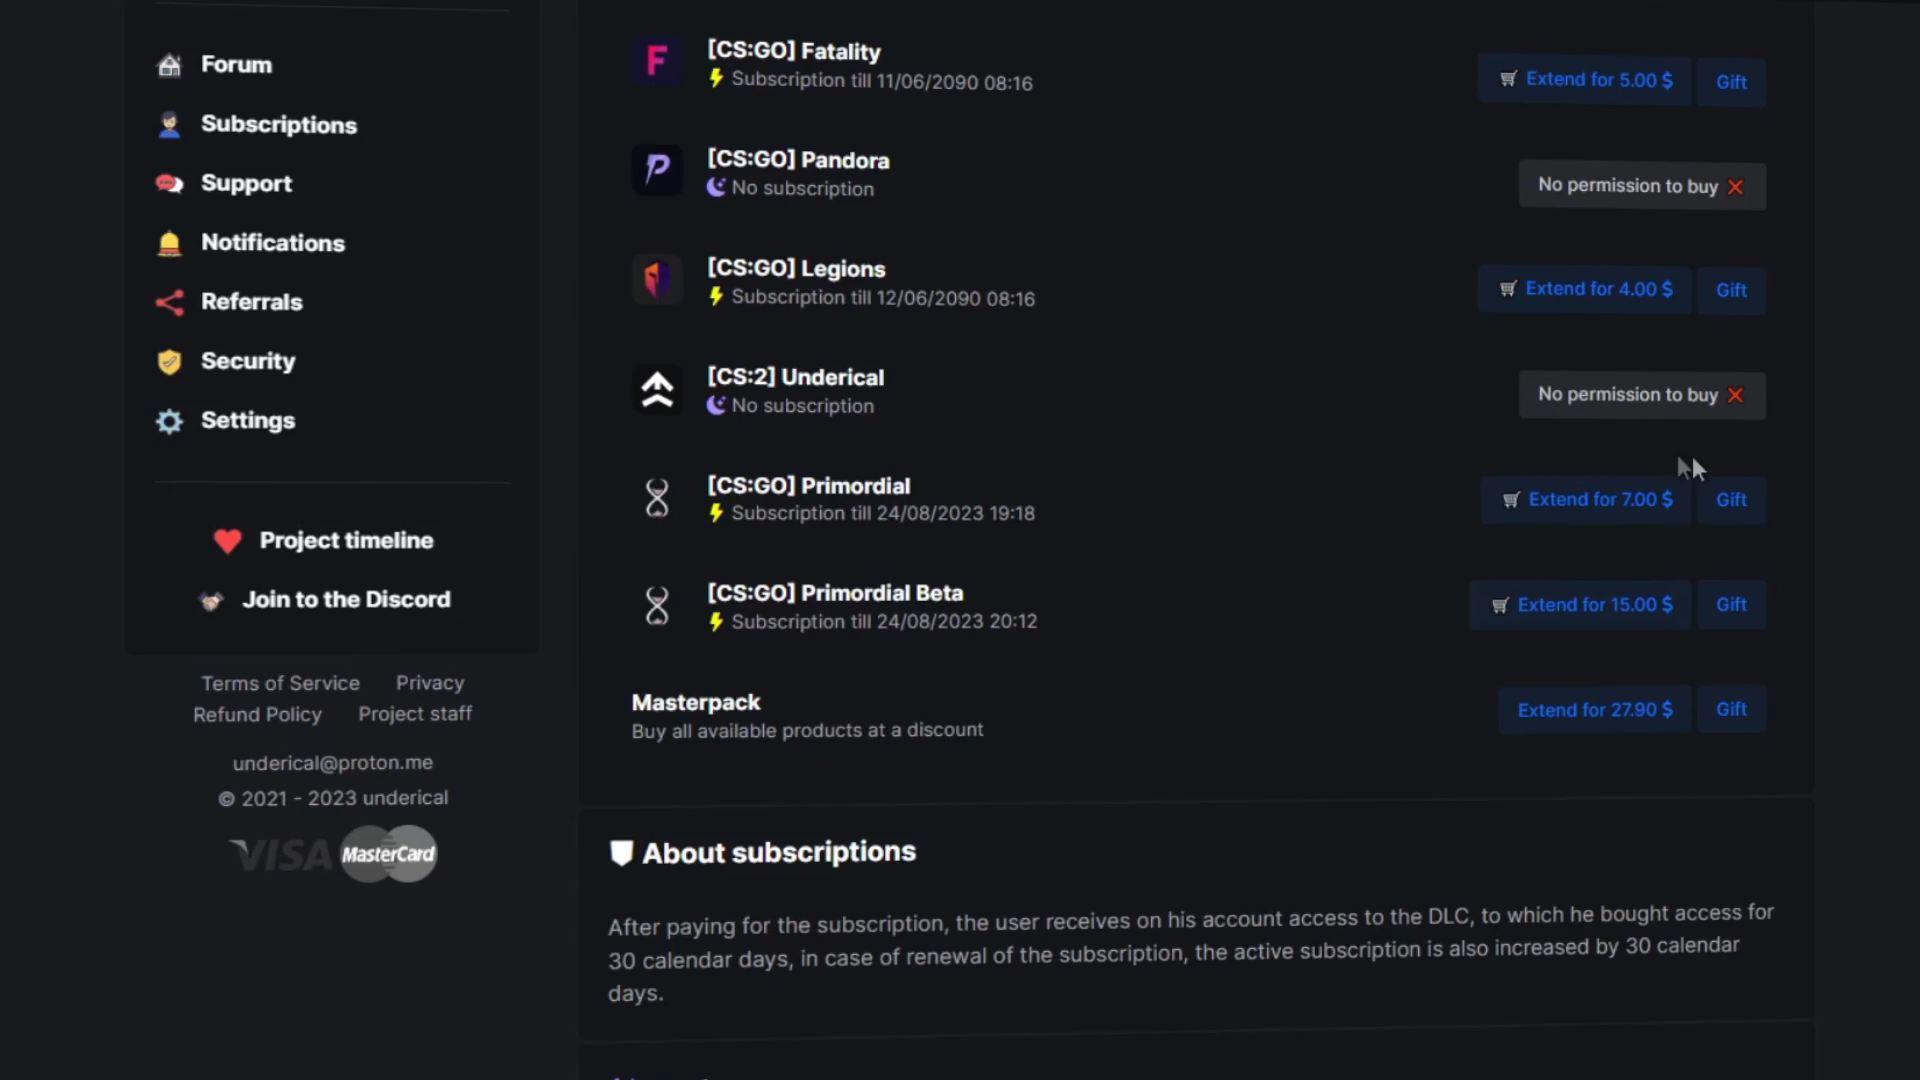 Forum
Subscriptions
Support
Notifications
Referrals
Security
Settings
Project timeline
Join to the Discord
Terms of Service Privacy
Refund Policy Project staff
underical@proton.me
© 2021 - 2023 underical
VISA MasterCard
F [CS:GO] Fatality
Subscription till 11/06/2090 08:16
Extend for 5.00 $ Gift
P [CS:GO] Pandora
No subscription
No permission to buy
[CS:GO] Legions
Subscription till 12/06/2090 08:16
Extend for 4.00 $ Gift
[CS:2] Underical
No subscription
No permission to buy
[CS:GO] Primordial
Subscription till 24/08/2023 19:18
Extend for 7.00 $ Gift
[CS:GO] Primordial Beta
Subscription till 24/08/2023 20:12
Extend for 15.00 $ Gift
Masterpack
Buy all available products at a discount
Extend for 27.90 $ Gift
About subscriptions
After paying for the subscription, the user receives on his account access to the DLC, to which he bought access for
30 calendar days, in case of renewal of the subscription, the active subscription is also increased by 30 calendar
days.